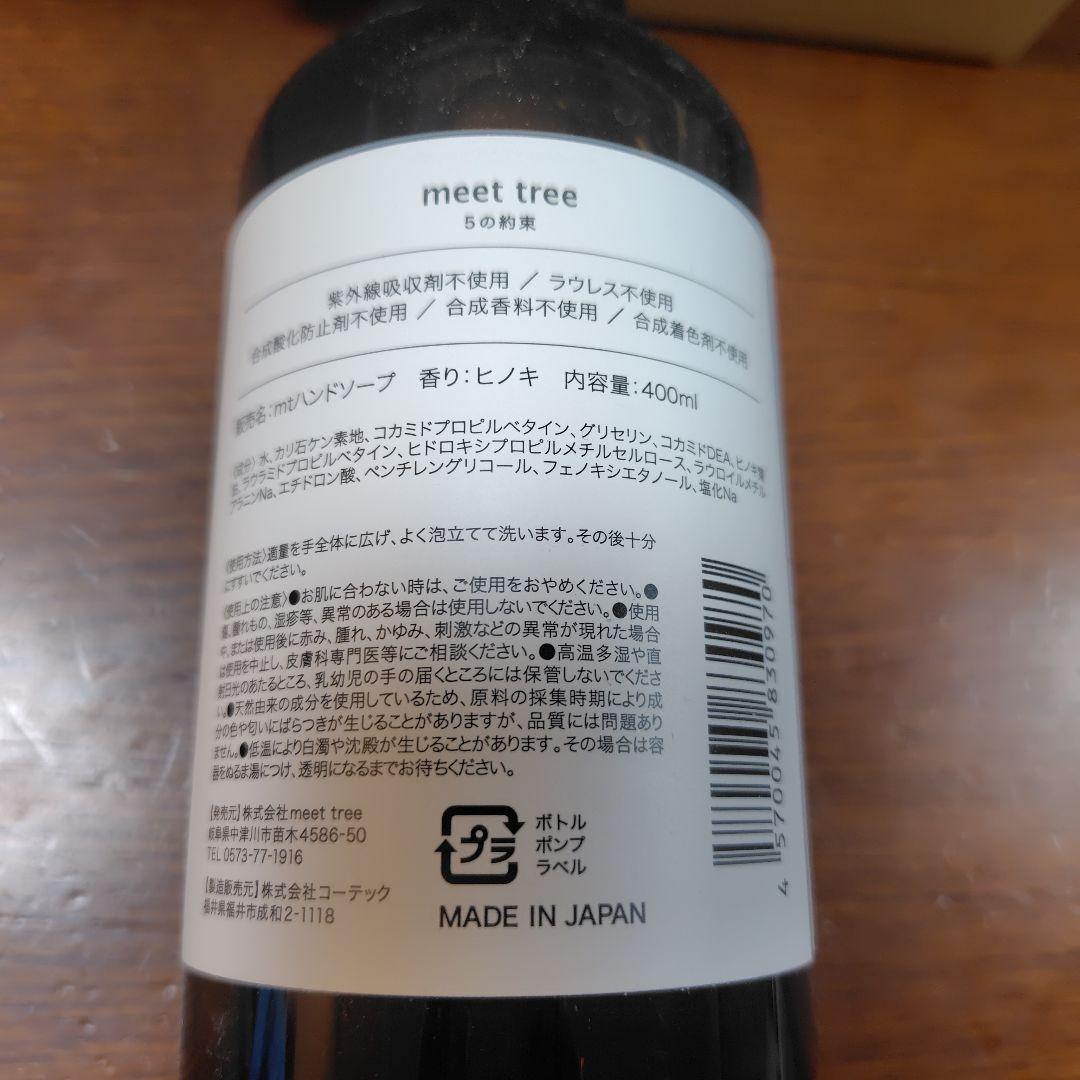 meet tree
5の約束
紫外線吸収剤不使用 / ラウレス不使用
合成酸化防止剤不使用 / 合成香料不使用 / 合成着色剤不使用
販売名:mtハンドソープ 香り:ヒノキ 内容量:400ml
〈成分〉水、カリ石ケン素地、コカミドプロピルベタイン、グリセリン、コカミドDEA、ヒノキ葉
油、ラウラミドプロピルベタイン、ヒドロキシプロピルメチルセルロース、ラウロイルメチル
アラニンNa、エチドロン酸、ペンチレングリコール、フェノキシエタノール、塩化Na
〈使用方法〉適量を手全体に広げ、よく泡立てて洗います。その後十分
にすすいでください。
〈使用上の注意〉●お肌に合わない時は、ご使用をおやめください。●
傷、腫れもの、湿疹等、異常のある場合は使用しないでください。●使用
中、または使用後に赤み、腫れ、かゆみ、刺激などの異常が現れた場合
は使用を中止し、皮膚科専門医等にご相談ください。●高温多湿や直
射日光のあたるところ、乳幼児の手の届くところには保管しないでくださ
い。●天然由来の成分を使用しているため、原料の採集時期により成
分の色や匂いにばらつきが生じることがありますが、品質には問題あり
ません。●低温により白濁や沈殿が生じることがあります。その場合は容
器をぬるま湯につけ、透明になるまでお待ちください。
【発売元】株式会社meet tree
岐阜県中津川市苗木4586-50
TEL 0573-77-1916
【製造販売元】株式会社コーテック
福井県福井市成和2-1118
プラ
ボトル
ポンプ
ラベル
MADE IN JAPAN
4 570045 830970